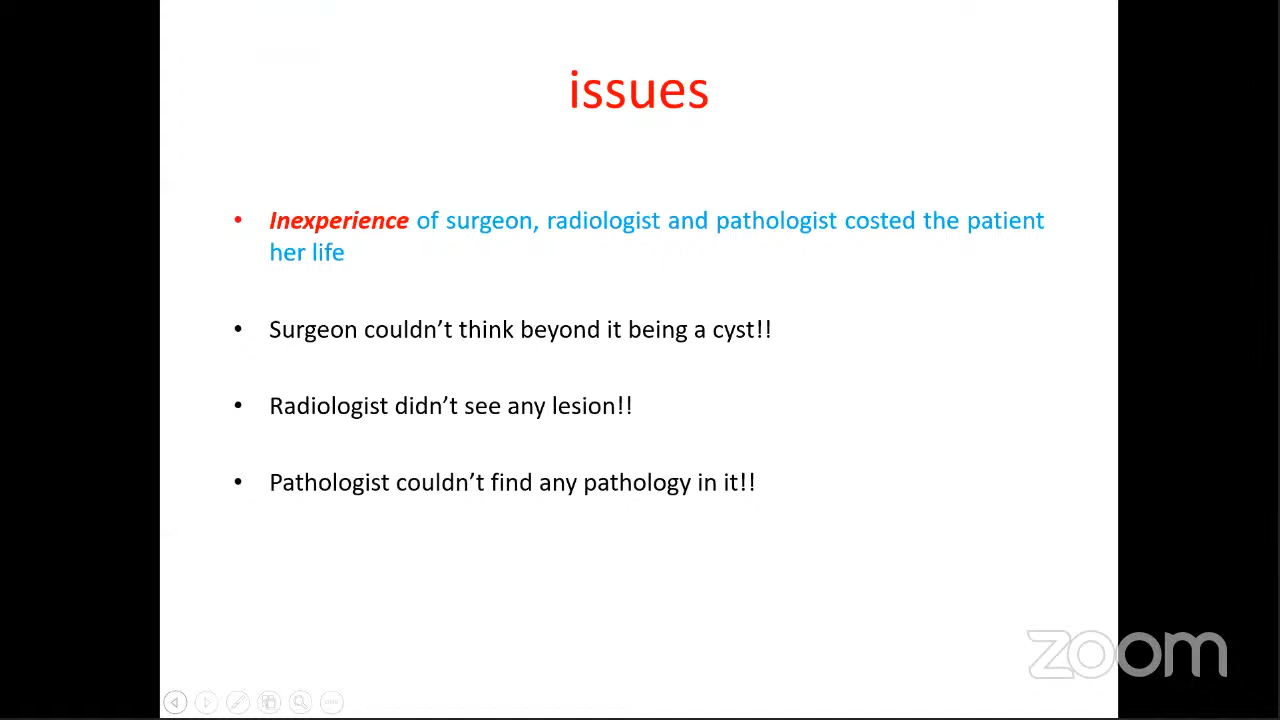 issues
• Inexperience of surgeon, radiologist and pathologist costed the patient
her life
• Surgeon couldn’t think beyond it being a cyst!!
• Radiologist didn’t see any lesion!!
• Pathologist couldn’t find any pathology in it!!
zoom